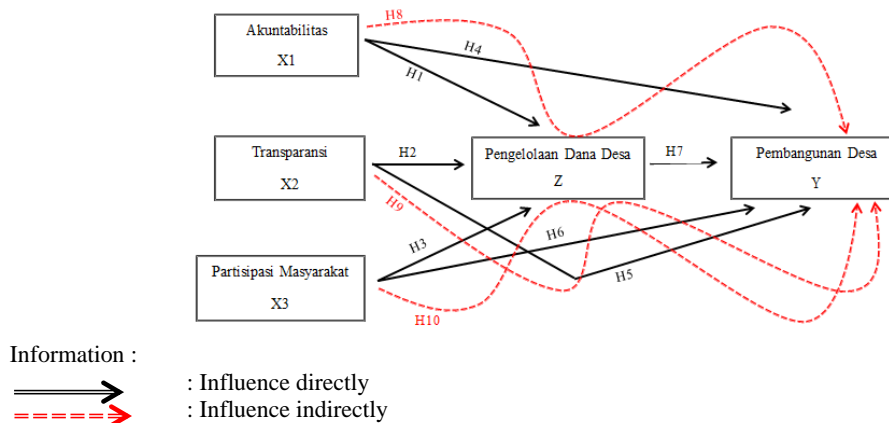 H8
Akuntabilitas
X1
H4
H1
Transparansi
X2
H2
Pengelolaan Dana Desa
Z
H7
Pembangunan Desa
Y
H9
H3
H6
H5
Partisipasi Masyarakat
X3
H10
Information :
: Influence directly
: Influence indirectly